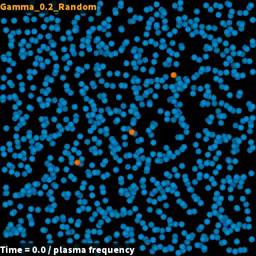 Gamma_0.2_Random
Time = 0.0 / plasma frequency